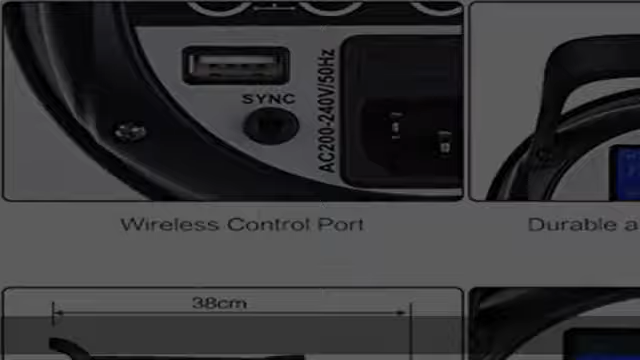 SYNC
AC200-240V/50Hz
Wireless Control Port
Durable a
38cm